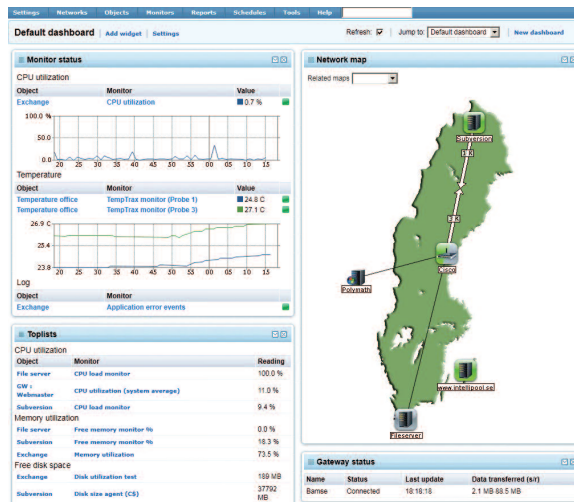 Settings Networks Objects Monitors Reports Schedules Tools Help
Default dashboard Add widget Settings Refresh: Jump to: Default dashboard New dashboard
Monitor status
CPU utilization
Object Monitor Value
Exchange CPU utilization 0.7 %
100.0 %
50.0
0.0
20 25 30 35 40 45 50 55 00 05 10 15
Temperature
Object Monitor Value
Temperature office TempTrax monitor (Probe 1) 24.8 C
Temperature office TempTrax monitor (Probe 3) 27.1 C
26.9 C
25.4
23.8
20 25 30 35 40 45 50 55 00 05 10 15
Log
Object Monitor
Exchange Application error events
Toplists
CPU utilization
Object Monitor Reading
File server CPU load monitor 100.0 %
GW :
Webmaster CPU utilization (system average) 11.0 %
Subversion CPU load monitor 9.4 %
Memory utilization
File server Free memory monitor % 0.0 %
Subversion Free memory monitor % 18.3 %
Exchange Memory utilization 73.5 %
Free disk space
Exchange Disk utilization test 189 MB
Subversion Disk size agent (C$) 37792
MB
Network map
Related maps
Subversion
3 K
Cisco
Polymath
www.intellipool.se
Fileserver
Gateway status
Name Status Last update Data transferred (s/r)
Bamse Connected 18:18:18 2.1 MB 88.5 MB